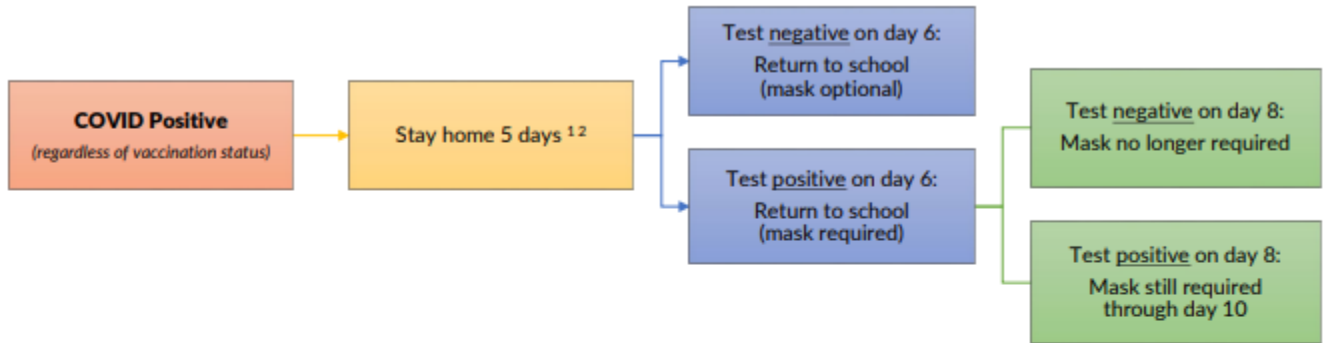 COVID Positive
(regardless of vaccination status)
Stay home 5 days ¹ ²
Test negative on day 6:
Return to school
(mask optional)
Test positive on day 6:
Return to school
(mask required)
Test negative on day 8:
Mask no longer required
Test positive on day 8:
Mask still required
through day 10